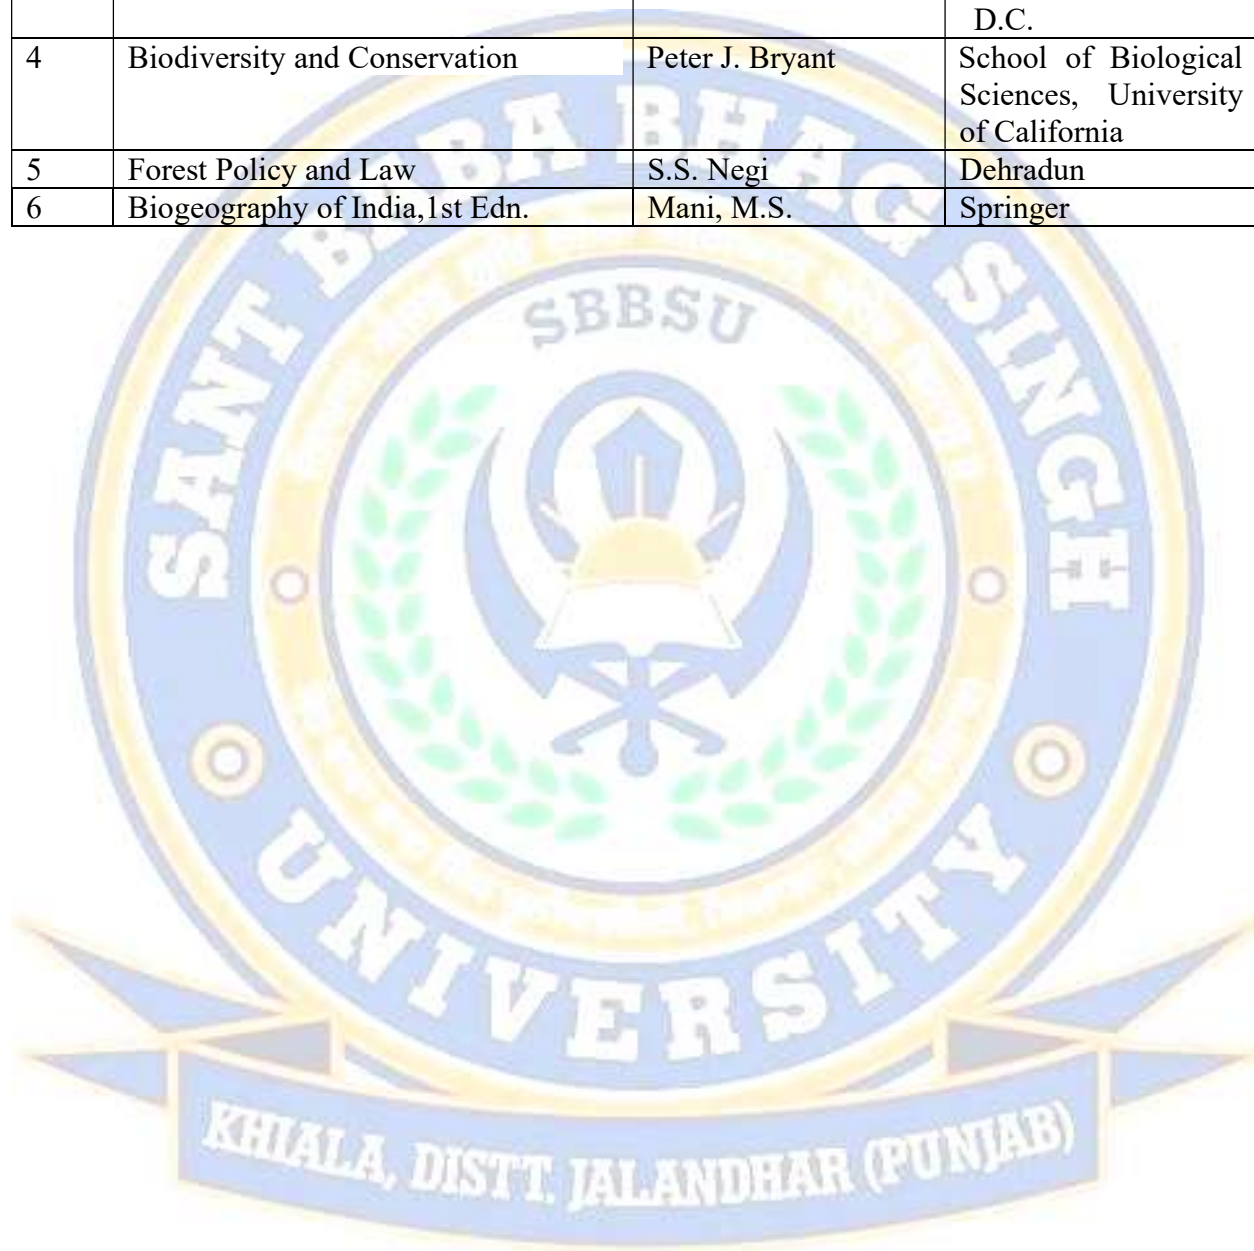 D.C.
4 Biodiversity and Conservation Peter J. Bryant School of Biological
Sciences, University
of California
5 Forest Policy and Law S.S. Negi Dehradun
6 Biogeography of India,1st Edn. Mani, M.S. Springer
SANT BABA BHAG SINGH
SBBSU
UNIVERSITY
KHIALA, DISTT. JALANDHAR (PUNJAB)